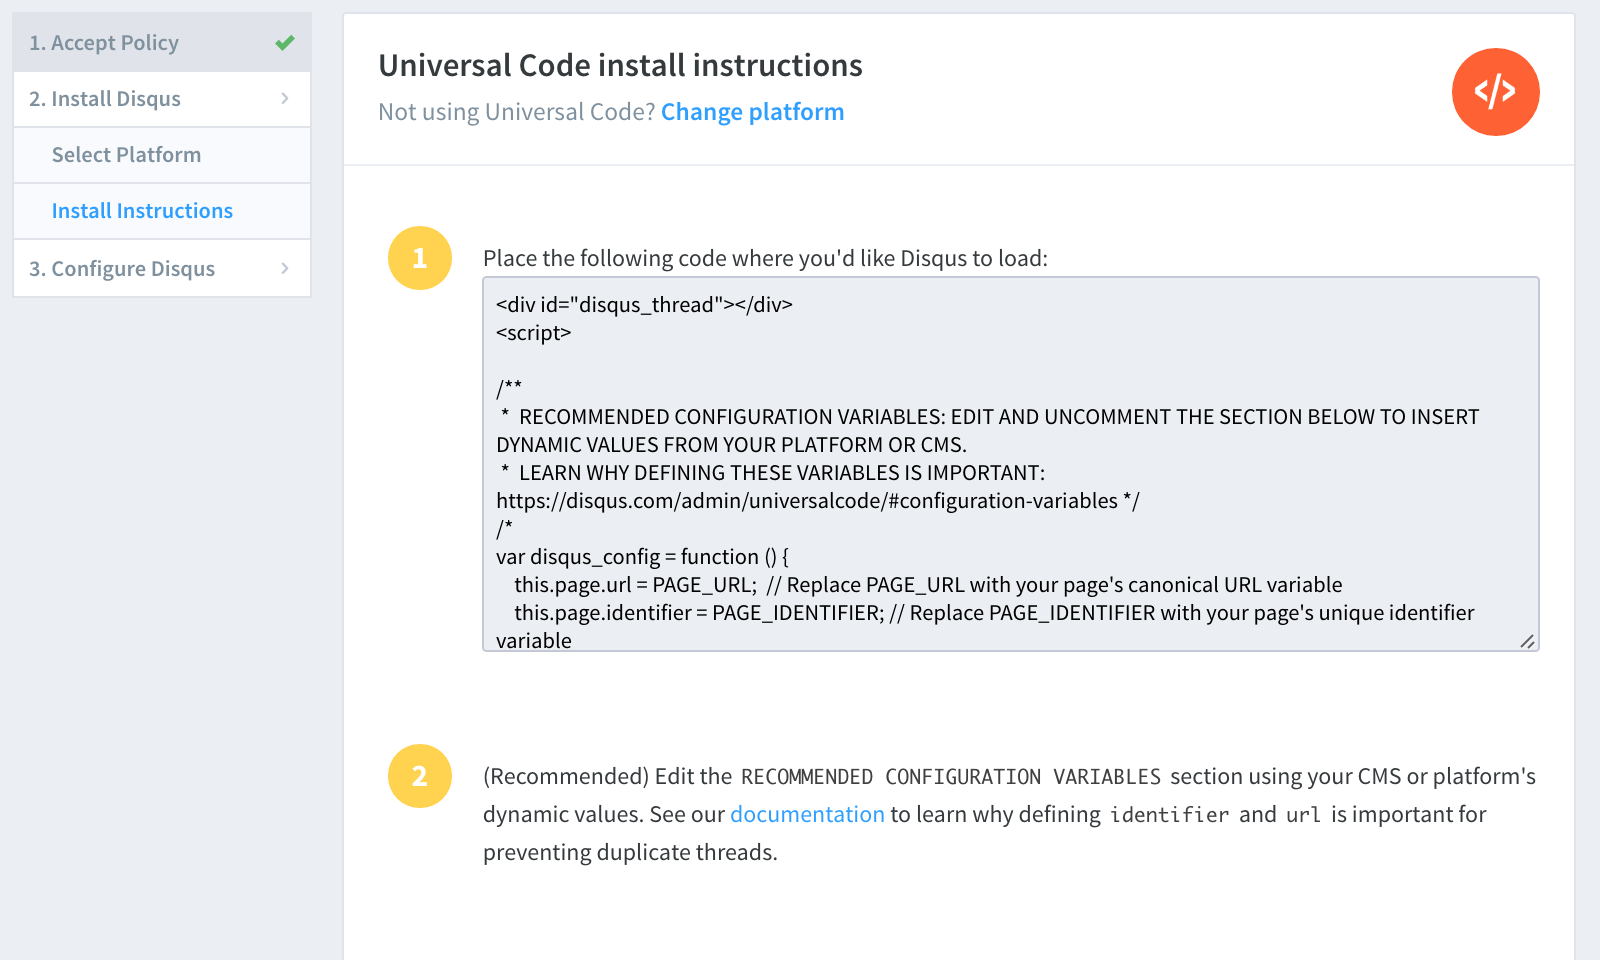 1. Accept Policy
2. Install Disqus
Select Platform
Install Instructions
3. Configure Disqus
Universal Code install instructions
Not using Universal Code? Change platform
</>
1
Place the following code where you'd like Disqus to load:
<div id="disqus_thread"></div>
<script>
/**
 *  RECOMMENDED CONFIGURATION VARIABLES: EDIT AND UNCOMMENT THE SECTION BELOW TO INSERT
DYNAMIC VALUES FROM YOUR PLATFORM OR CMS.
 *  LEARN WHY DEFINING THESE VARIABLES IS IMPORTANT:
https://disqus.com/admin/universalcode/#configuration-variables */
/*
var disqus_config = function () {
    this.page.url = PAGE_URL;  // Replace PAGE_URL with your page's canonical URL variable
    this.page.identifier = PAGE_IDENTIFIER; // Replace PAGE_IDENTIFIER with your page's unique identifier
variable
2
(Recommended) Edit the RECOMMENDED CONFIGURATION VARIABLES section using your CMS or platform's
dynamic values. See our documentation to learn why defining identifier and url is important for
preventing duplicate threads.